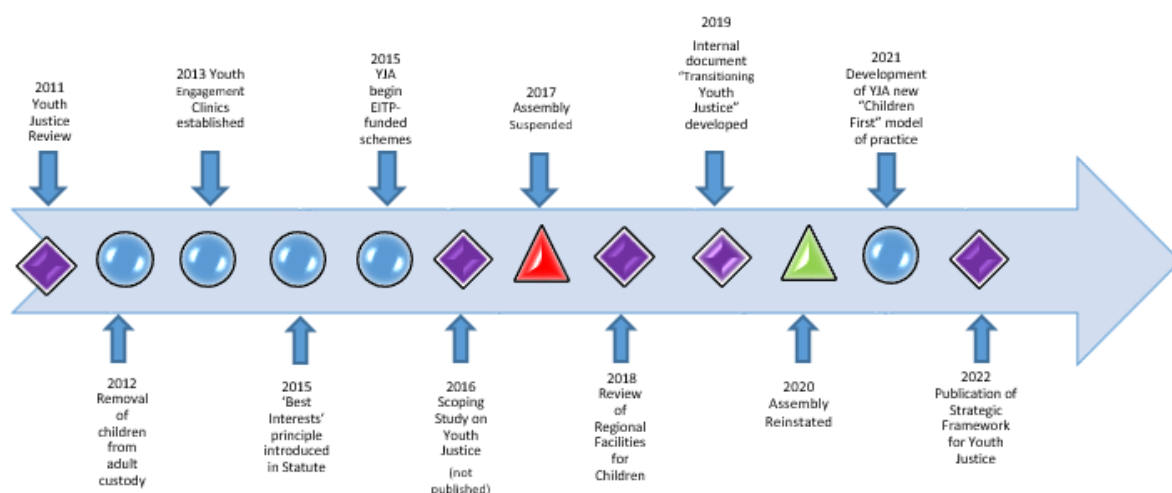 2011
Youth
Justice
Review
2013 Youth
Engagement
Clinics
established
2015
YJA
begin
EITP-
funded
schemes
2017
Assembly
Suspended
2019
Internal
document
"Transitioning
Youth
Justice"
developed
2021
Development
of YJA new
"Children
First" model
of practice
2012
Removal
of
children
from
adult
custody
2015
'Best
Interests'
principle
introduced
in Statute
2016
Scoping
Study on
Youth
Justice
(not
published)
2018
Review
of
Regional
Facilities
for
Children
2020
Assembly
Reinstated
2022
Publication of
Strategic
Framework
for Youth
Justice